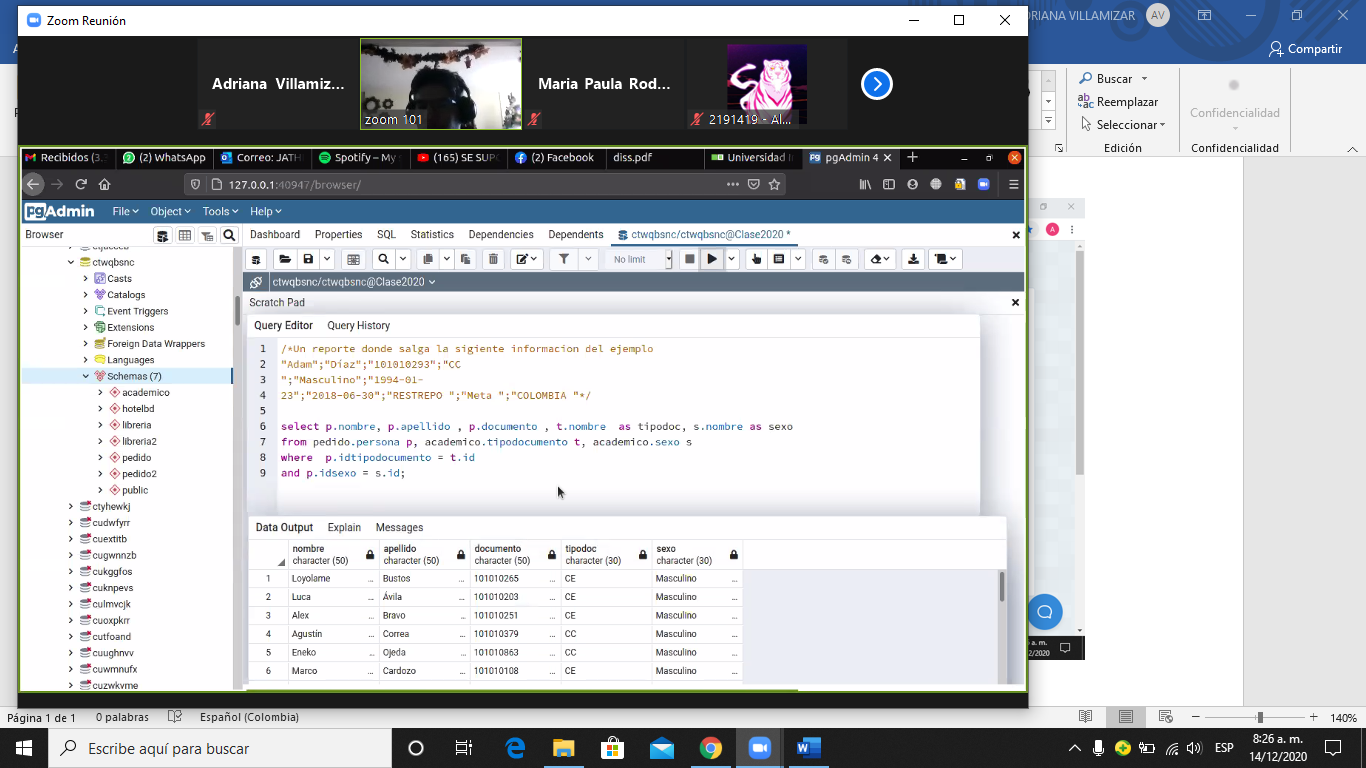 Zoom Reunión
DRIANA VILLAMIZAR
AV
Compartir
Adriana Villamiz...
zoom 101
Maria Paula Rod...
2191419 - Al...
Buscar
Reemplazar
Seleccionar
Edición
Confidencialidad
Confidencialidad
Recibidos (3.
(2) WhatsApp
Correo: JATH
Spotify – My
(165) SE SUP
(2) Facebook
diss.pdf
Universidad I
pgAdmin 4
127.0.0.1:40947/browser/
pgAdmin
File
Object
Tools
Help
Browser
Dashboard
Properties
SQL
Statistics
Dependencies
Dependents
ctwqbsnc/ctwqbsnc@Clase2020 *
No limit
ctwqbsnc/ctwqbsnc@Clase2020
Scratch Pad
ctwqbsnc
Casts
Catalogs
Event Triggers
Extensions
Foreign Data Wrappers
Languages
Schemas (7)
academico
hotelbd
libreria
libreria2
pedido
pedido2
public
ctyhewkj
cudwfyrr
cuextitb
cugwnnzb
cukggfos
cuknpevs
culmvcjk
cuoxpkrr
cutfoand
cuughnvv
cuwmnufx
cuzwkvme
Query Editor
Query History
1 /*Un reporte donde salga la sigiente informacion del ejemplo
2 "Adam";"Díaz";"101010293";"CC
3 ";"Masculino";"1994-01-
4 23";"2018-06-30";"RESTREPO ";"Meta ";"COLOMBIA "*/
5
6 select p.nombre, p.apellido , p.documento , t.nombre  as tipodoc, s.nombre as sexo
7 from pedido.persona p, academico.tipodocumento t, academico.sexo s
8 where  p.idtipodocumento = t.id
9 and p.idsexo = s.id;
Data Output
Explain
Messages
nombre apellido documento tipodoc sexo
character (50) character (50) character (50) character (30) character (30)
1 Loyolame ... Bustos ... 101010265 ... CE Masculino ...
2 Luca ... Ávila ... 101010203 ... CE Masculino ...
3 Alex ... Bravo ... 101010251 ... CE Masculino ...
4 Agustín ... Correa ... 101010379 ... CC Masculino ...
5 Eneko ... Ojeda ... 101010863 ... CC Masculino ...
6 Marco ... Cardozo ... 101010108 ... CE Masculino ...
a. m.
2/2020
Página 1 de 1
0 palabras
Español (Colombia)
140%
Escribe aquí para buscar
ESP
8:26 a. m.
14/12/2020